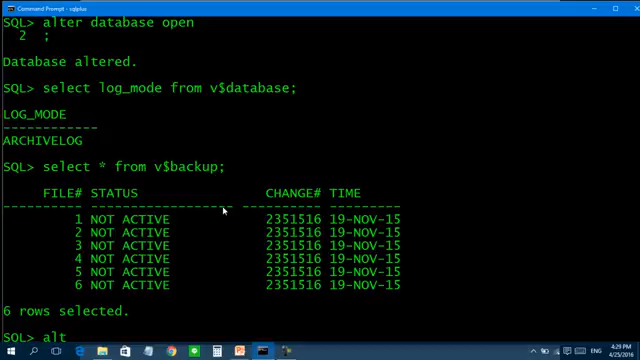 Command Prompt - sqlplus
SQL> alter database open
2 ;
Database altered.
SQL> select log_mode from v$database;
LOG_MODE
------------
ARCHIVELOG
SQL> select * from v$backup;
FILE# STATUS CHANGE# TIME
---------- ------------------ ---------- ---------
1 NOT ACTIVE 2351516 19-NOV-15
2 NOT ACTIVE 2351516 19-NOV-15
3 NOT ACTIVE 2351516 19-NOV-15
4 NOT ACTIVE 2351516 19-NOV-15
5 NOT ACTIVE 2351516 19-NOV-15
6 NOT ACTIVE 2351516 19-NOV-15
6 rows selected.
SQL> alt
ENG
4:29 PM
4/25/2016